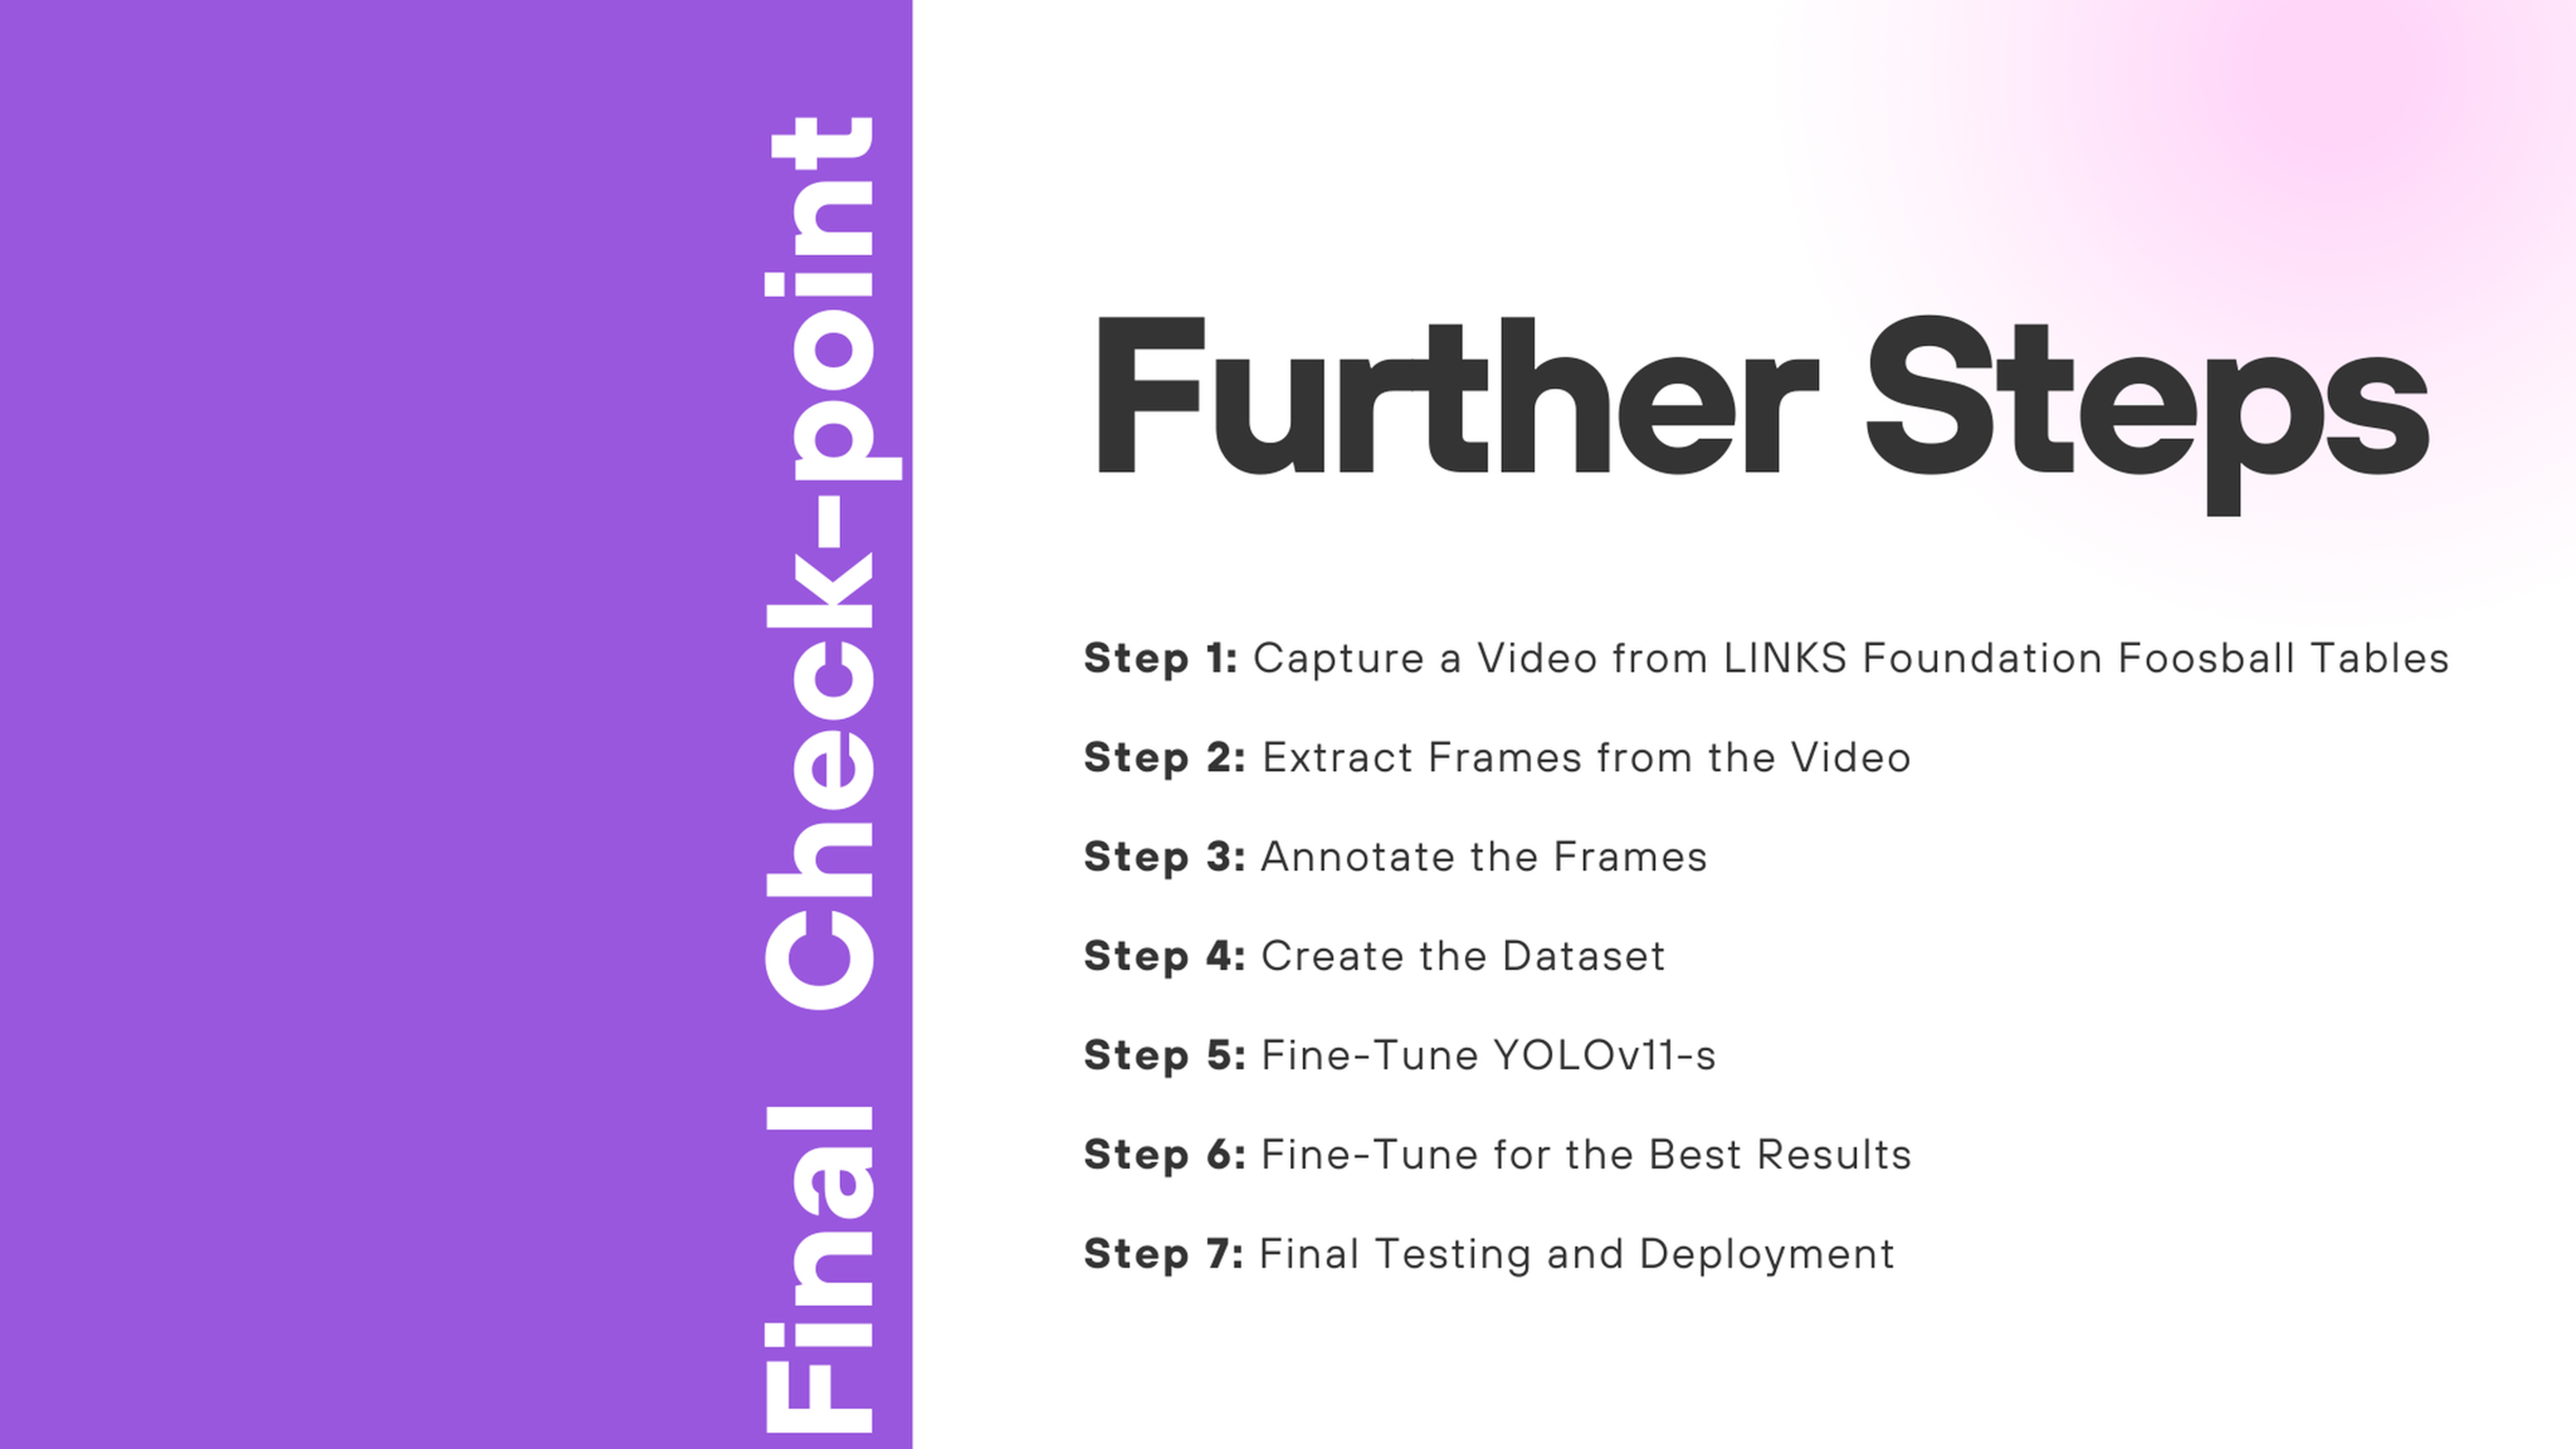 Final Check-point
Further Steps
Step 1: Capture a Video from LINKS Foundation Foosball Tables
Step 2: Extract Frames from the Video
Step 3: Annotate the Frames
Step 4: Create the Dataset
Step 5: Fine-Tune YOLOv11-s
Step 6: Fine-Tune for the Best Results
Step 7: Final Testing and Deployment